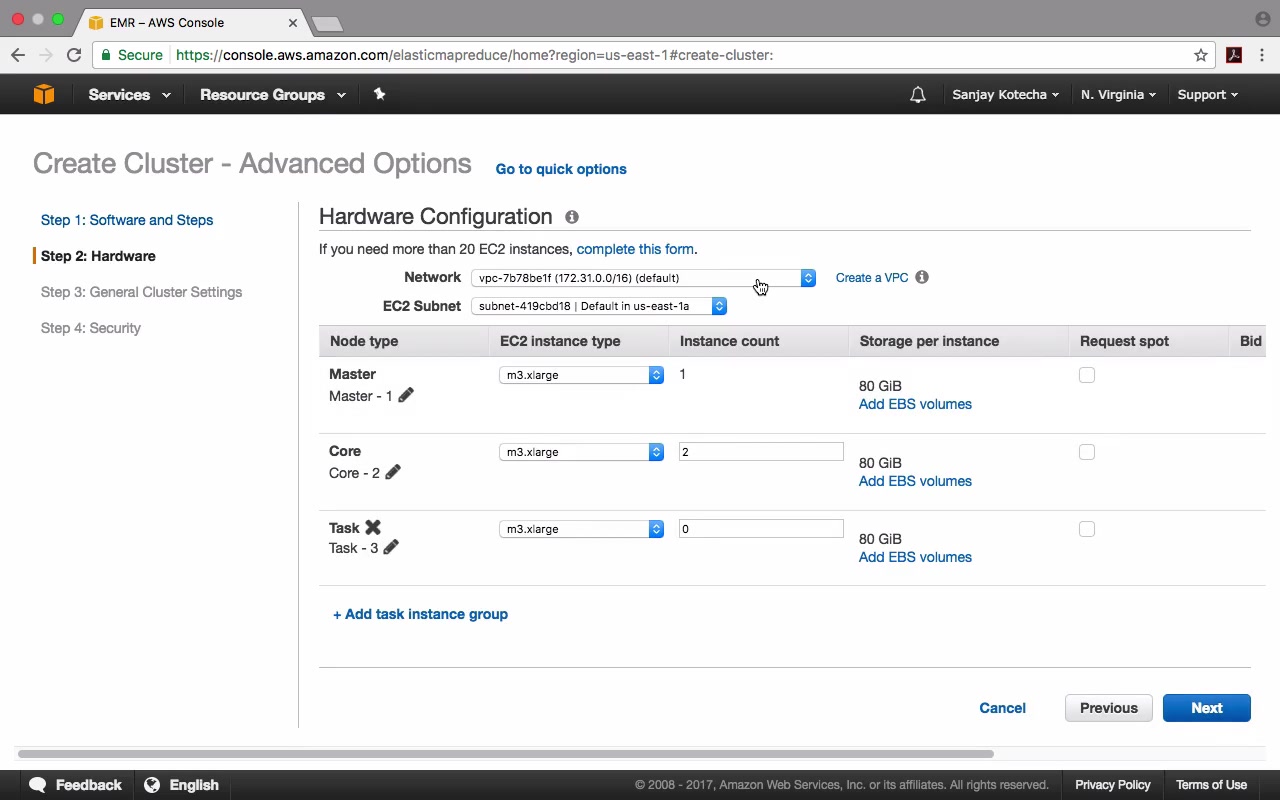 EMR – AWS Console
Secure https://console.aws.amazon.com/elasticmapreduce/home?region=us-east-1#create-cluster:
Services Resource Groups Sanjay Kotecha N. Virginia Support
Create Cluster - Advanced Options Go to quick options
Step 1: Software and Steps
Step 2: Hardware
Step 3: General Cluster Settings
Step 4: Security
Hardware Configuration
If you need more than 20 EC2 instances, complete this form.
Network vpc-7b78be1f (172.31.0.0/16) (default) Create a VPC
EC2 Subnet subnet-419cbd18 | Default in us-east-1a
Node type EC2 instance type Instance count Storage per instance Request spot Bid
Master m3.xlarge 1
Master - 1
80 GiB
Add EBS volumes
Core m3.xlarge 2
Core - 2
80 GiB
Add EBS volumes
Task m3.xlarge 0
Task - 3
80 GiB
Add EBS volumes
+ Add task instance group
Cancel Previous Next
Feedback English © 2008 - 2017, Amazon Web Services, Inc. or its affiliates. All rights reserved. Privacy Policy Terms of Use